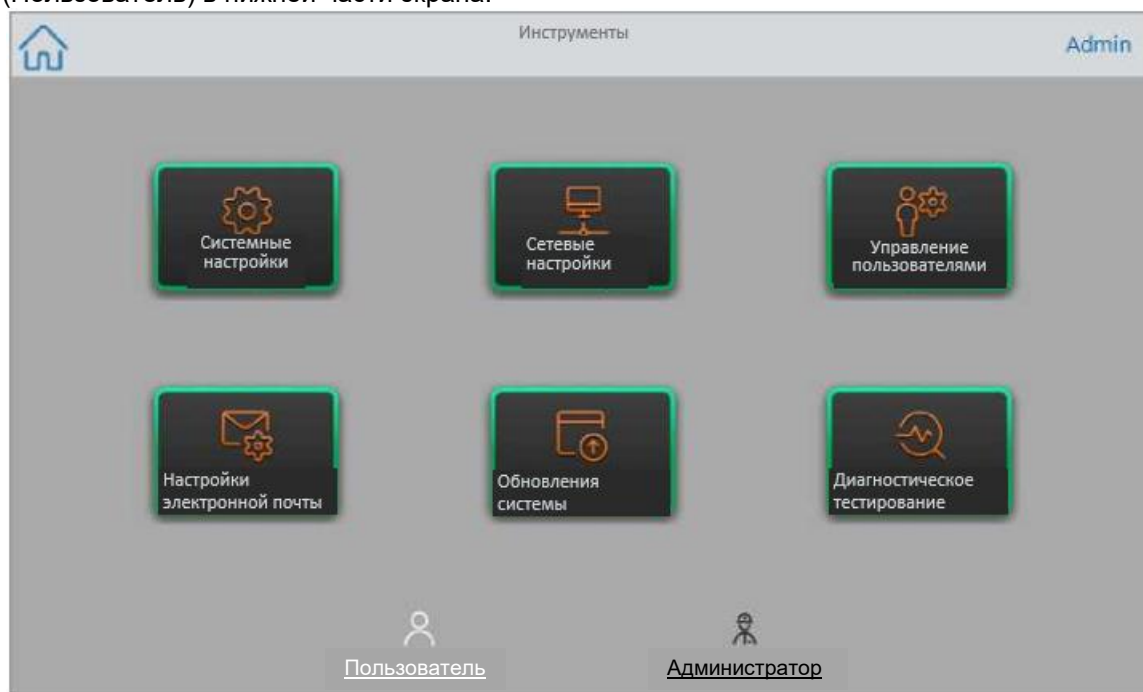 (Пользователь) в нижней части экрана.
Инструменты
Admin
Системные
настройки
Сетевые
настройки
Управление
пользователями
Настройки
электронной почты
Обновления
системы
Диагностическое
тестирование
Пользователь
Администратор